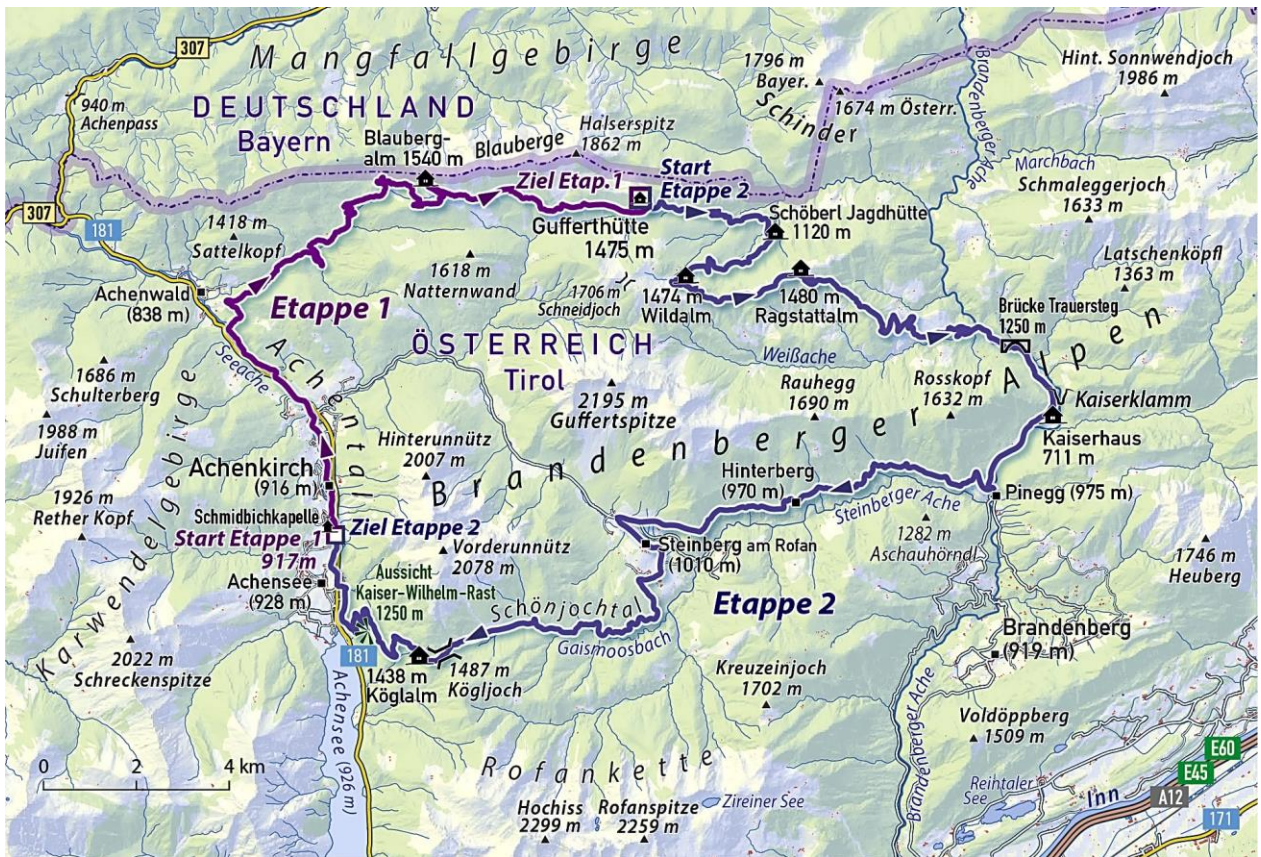 307
Mangfallgebirge
1796 m
Bayer.
Schinder
1674 m Österr.
Hint. Sonnwendjoch
1986 m
Brandenberger Ache
940 m
Achenpass
DEUTSCHLAND
Bayern
Blauberg-
alm 1540 m
Blauberge
Halserspitz
1862 m
Marchbach
307
181
1418 m
Sattelkopf
Ziel Etap.1
Start
Etappe 2
Gufferthütte
1475 m
Schöberl Jagdhütte
1120 m
Schmaleggerjoch
1633 m
Latschenköpfl
1363 m
Achenwald
(838 m)
Etappe 1
1618 m
Natternwand
1706 m
Schneidjoch
1474 m
Wildalm
1480 m
Ragstattalm
Brücke Trauersteg
1250 m
Seeache
Achental
ÖSTERREICH
Tirol
Weißache
1686 m
Schulterberg
1988 m
Juifen
2195 m
Guffertspitze
Rauhegg
1690 m
Rosskopf
1632 m
Kaiserklamm
Kaiserhaus
711 m
Brandenberger Alpen
Hinterunnütz
2007 m
Achenkirch
(916 m)
Hinterberg
(970 m)
Pinegg (975 m)
1926 m
Rether Kopf
Schmidbichkapelle
Start Etappe 1
917m
Ziel Etappe 2
Steinberger Ache
1282 m
Aschauhörndl
Vorderunnütz
2078 m
Steinberg am Rofan
(1010 m)
1746 m
Heuberg
Achensee
(928 m)
Aussicht
Kaiser-Wilhelm-Rast
1250 m
Schönjochtal
Etappe 2
Karwendelgebirge
Gaismoosbach
Brandenberg
(919 m)
2022 m
Schreckenspitze
181
1438 m
Köglalm
1487 m
Kögljoch
Kreuzeinjoch
1702 m
Achensee (926 m)
Brandenberger Ache
Voldöppberg
1509 m
0 2 4 km
Rofankette
Hochiss
2299 m
Rofanspitze
2259 m
Zireiner See
Reintaler
See
Inn
E60
E45
A12
171